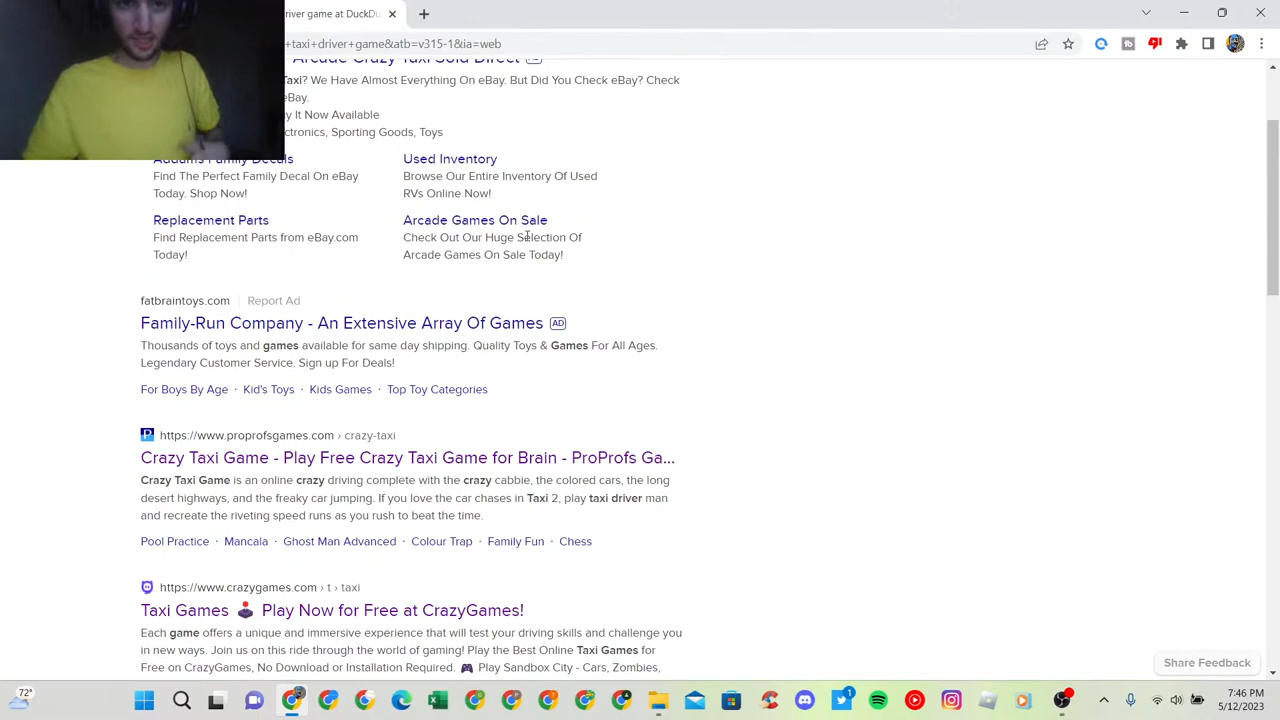 river game at DuckDu
+taxi+driver+game&atb=v315-1&ia=web
Arcade Crazy Taxi Sold Direct
Taxi? We Have Almost Everything On eBay. But Did You Check eBay? Check
eBay.
y It Now Available
ctronics, Sporting Goods, Toys
Addams Family Decals
Find The Perfect Family Decal On eBay
Today. Shop Now!
Used Inventory
Browse Our Entire Inventory Of Used
RVs Online Now!
Replacement Parts
Find Replacement Parts from eBay.com
Today!
Arcade Games On Sale
Check Out Our Huge Selection Of
Arcade Games On Sale Today!
fatbraintoys.com Report Ad
Family-Run Company - An Extensive Array Of Games AD
Thousands of toys and games available for same day shipping. Quality Toys & Games For All Ages.
Legendary Customer Service. Sign up For Deals!
For Boys By Age · Kid's Toys · Kids Games · Top Toy Categories
https://www.proprofsgames.com › crazy-taxi
Crazy Taxi Game - Play Free Crazy Taxi Game for Brain - ProProfs Ga...
Crazy Taxi Game is an online crazy driving complete with the crazy cabbie, the colored cars, the long
desert highways, and the freaky car jumping. If you love the car chases in Taxi 2, play taxi driver man
and recreate the riveting speed runs as you rush to beat the time.
Pool Practice · Mancala · Ghost Man Advanced · Colour Trap · Family Fun · Chess
https://www.crazygames.com › t › taxi
Taxi Games 🕹️ Play Now for Free at CrazyGames!
Each game offers a unique and immersive experience that will test your driving skills and challenge you
in new ways. Join us on this ride through the world of gaming! Play the Best Online Taxi Games for
Free on CrazyGames, No Download or Installation Required. 🎮 Play Sandbox City - Cars, Zombies,
Share Feedback
72°
7:46 PM
5/12/2023